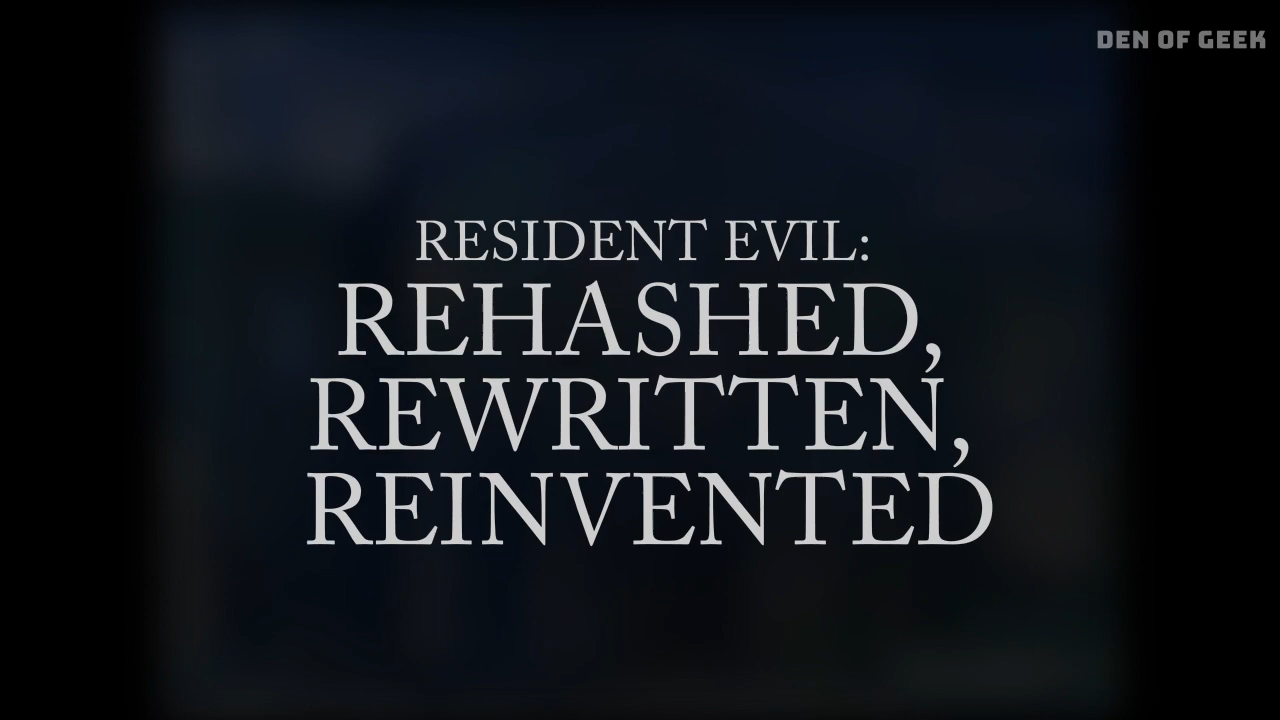 DEN OF GEEK
RESIDENT EVIL:
REHASHED,
REWRITTEN,
REINVENTED